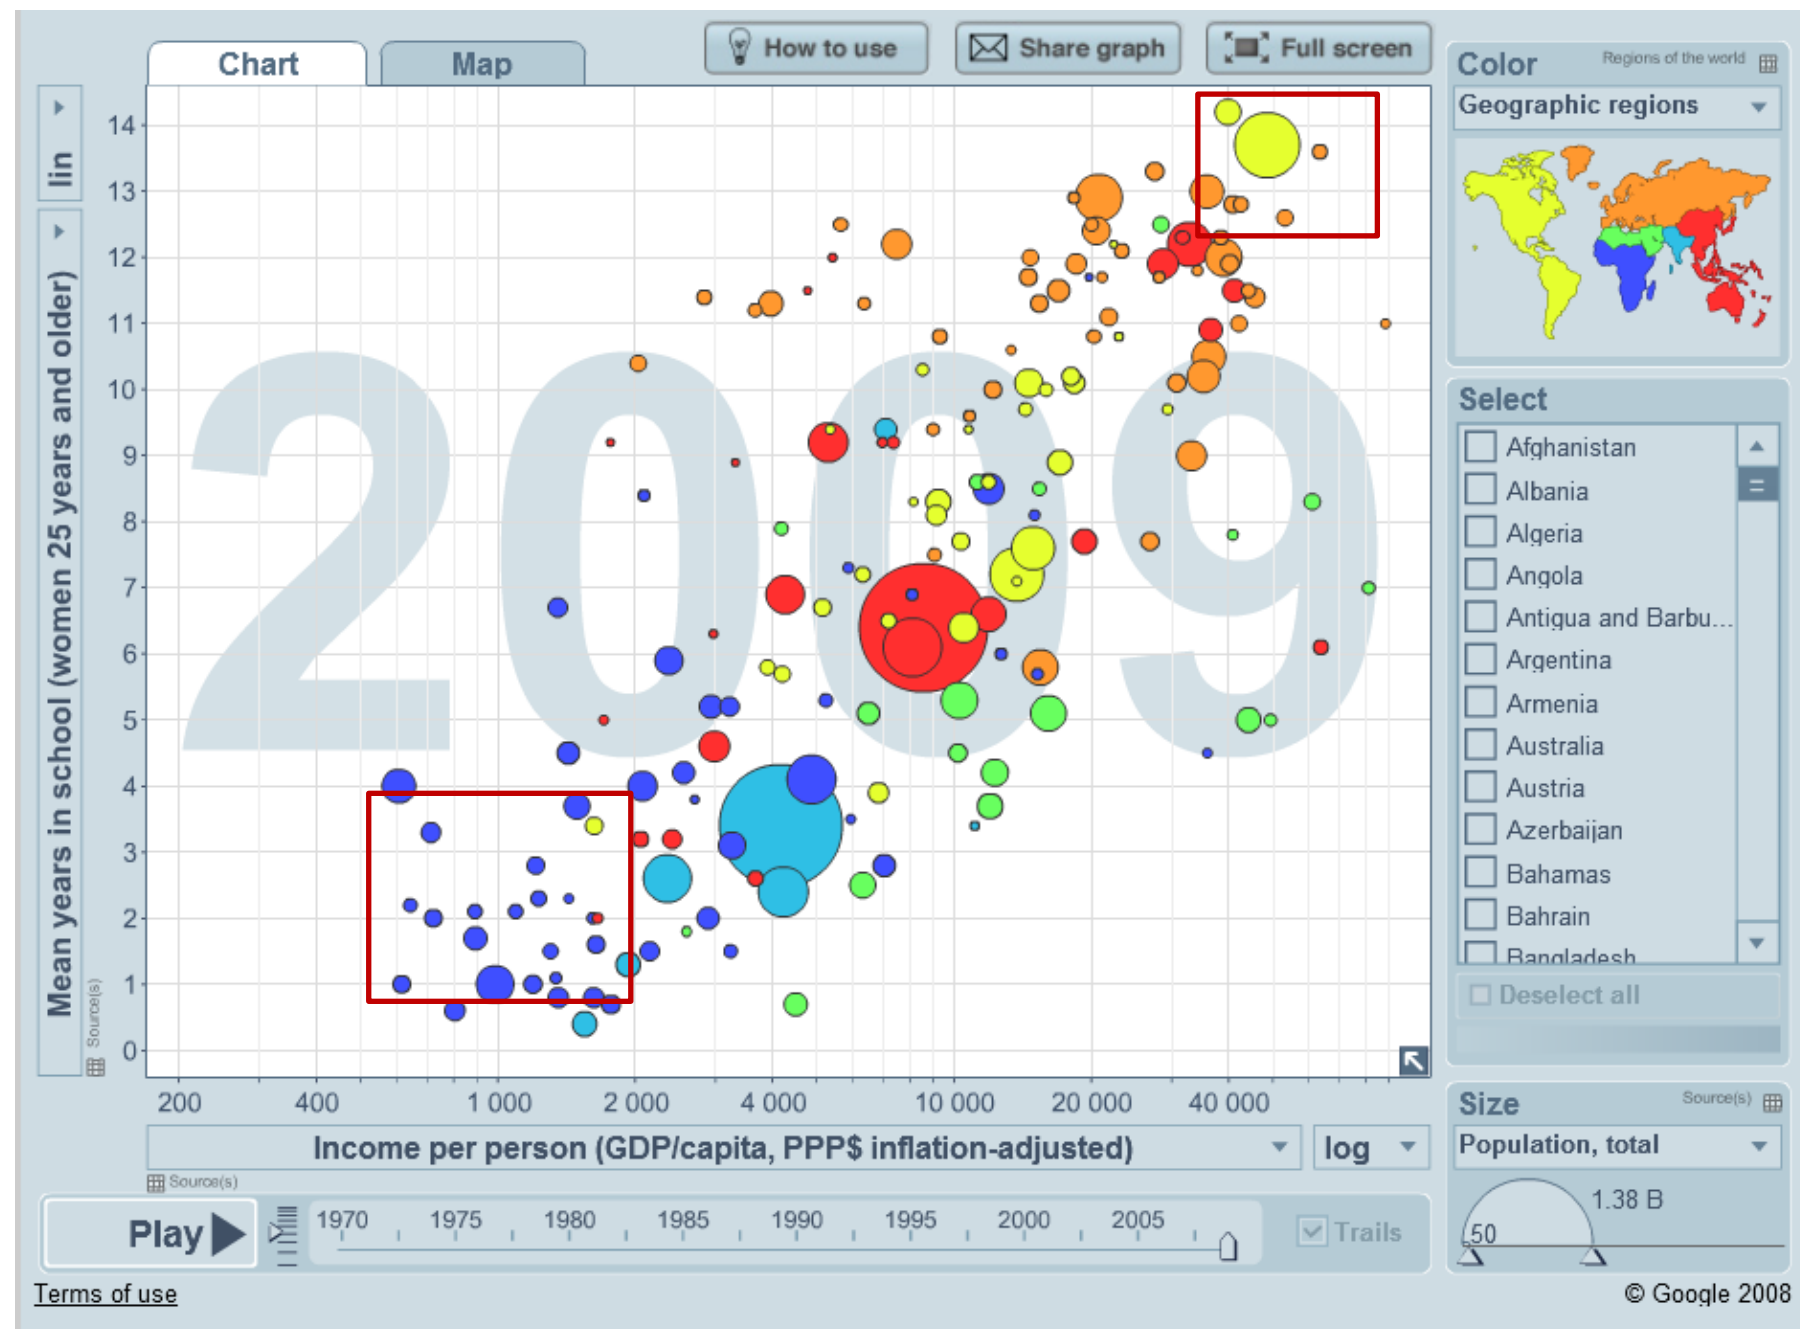 Chart
Map
How to use
Share graph
Full screen
lin
Mean years in school (women 25 years and older)
Source(s)
14
13
12
11
10
9
8
7
6
5
4
3
2
1
0
2009
200
400
1 000
2 000
4 000
10 000
20 000
40 000
Income per person (GDP/capita, PPP$ inflation-adjusted)
log
Source(s)
Play
1970
1975
1980
1985
1990
1995
2000
2005
Trails
Color
Regions of the world
Geographic regions
Select
Afghanistan
Albania
Algeria
Angola
Antigua and Barbu...
Argentina
Armenia
Australia
Austria
Azerbaijan
Bahamas
Bahrain
Bangladesh
Deselect all
Size
Source(s)
Population, total
1.38 B
50
Terms of use
© Google 2008